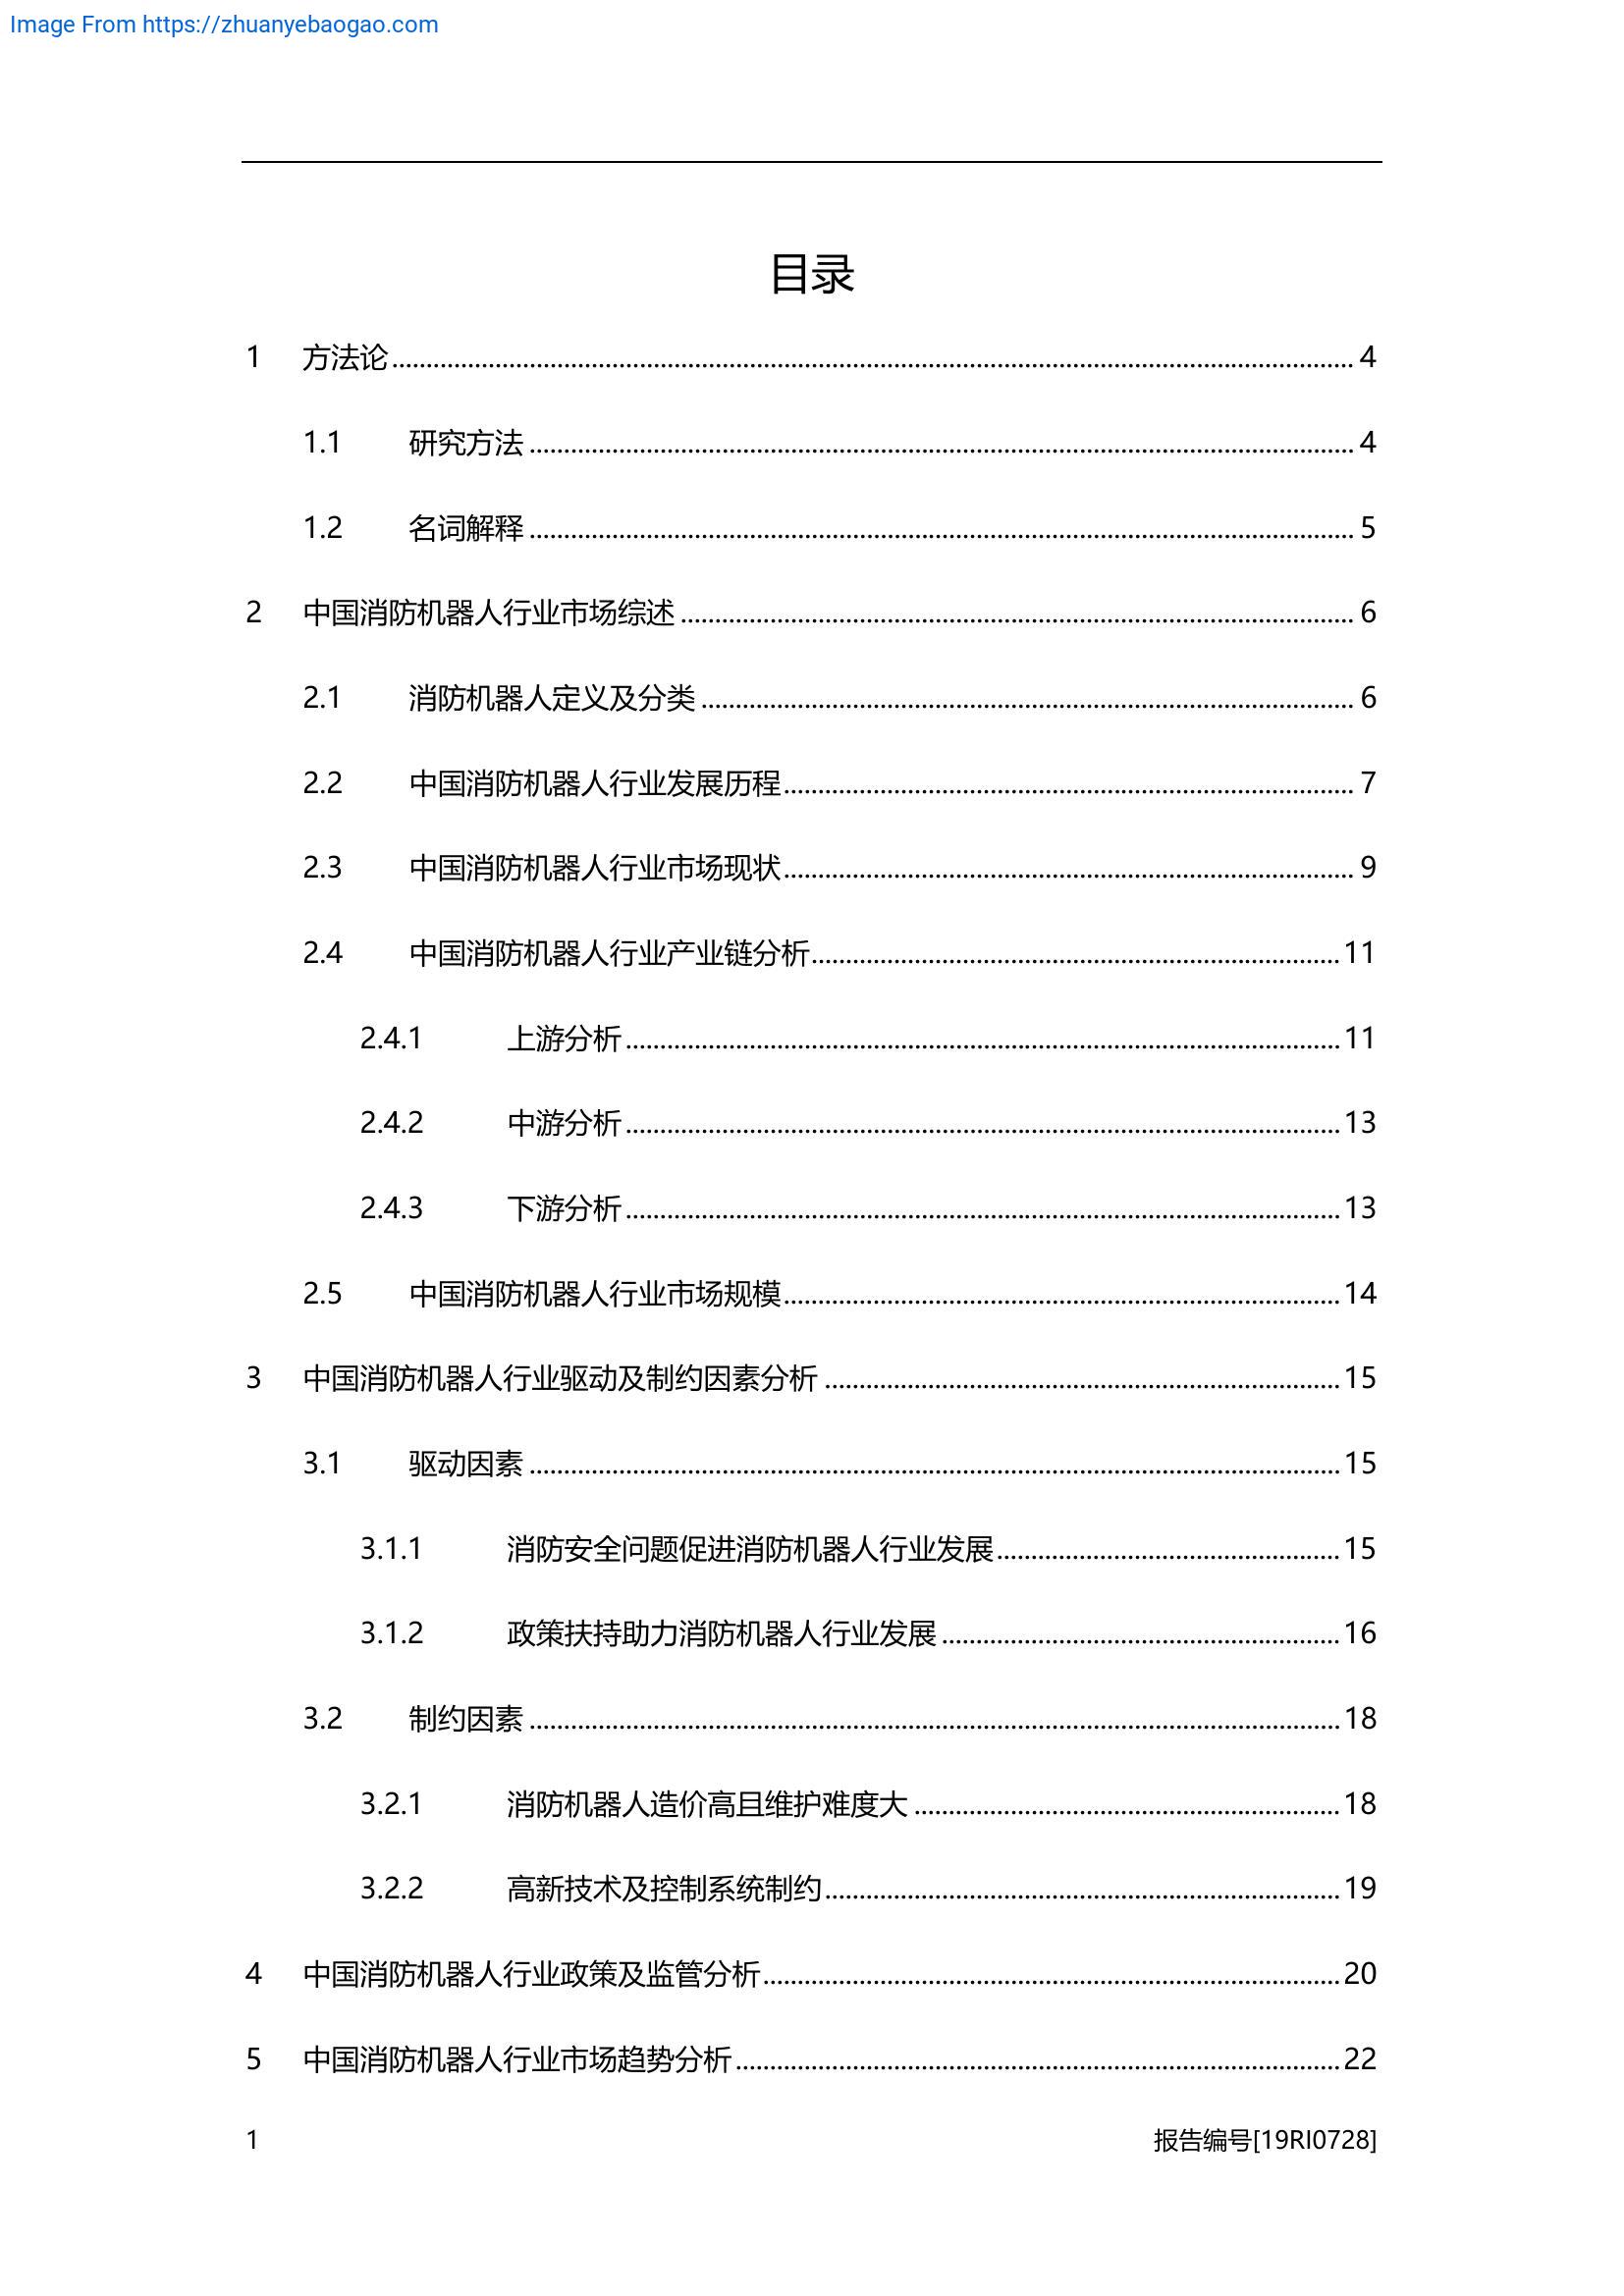 Image From https://zhuanyebaogao.com
目录
1 方法论 4
1.1 研究方法 4
1.2 名词解释 5
2 中国消防机器人行业市场综述 6
2.1 消防机器人定义及分类 6
2.2 中国消防机器人行业发展历程 7
2.3 中国消防机器人行业市场现状 9
2.4 中国消防机器人行业产业链分析 11
2.4.1 上游分析 11
2.4.2 中游分析 13
2.4.3 下游分析 13
2.5 中国消防机器人行业市场规模 14
3 中国消防机器人行业驱动及制约因素分析 15
3.1 驱动因素 15
3.1.1 消防安全问题促进消防机器人行业发展 15
3.1.2 政策扶持助力消防机器人行业发展 16
3.2 制约因素 18
3.2.1 消防机器人造价高且维护难度大 18
3.2.2 高新技术及控制系统制约 19
4 中国消防机器人行业政策及监管分析 20
5 中国消防机器人行业市场趋势分析 22
1 报告编号[19RI0728]